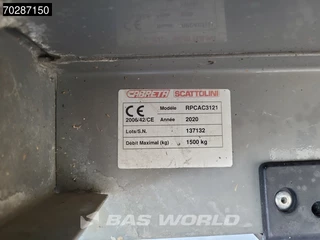 70287150
CABRETA SCATTOLINI
CE Modèle RPCAC3121
2006/42/CE Année 2020
Lots/S.N. 137132
Débit Maximal (kg) 1500 kg
BAS WORLD